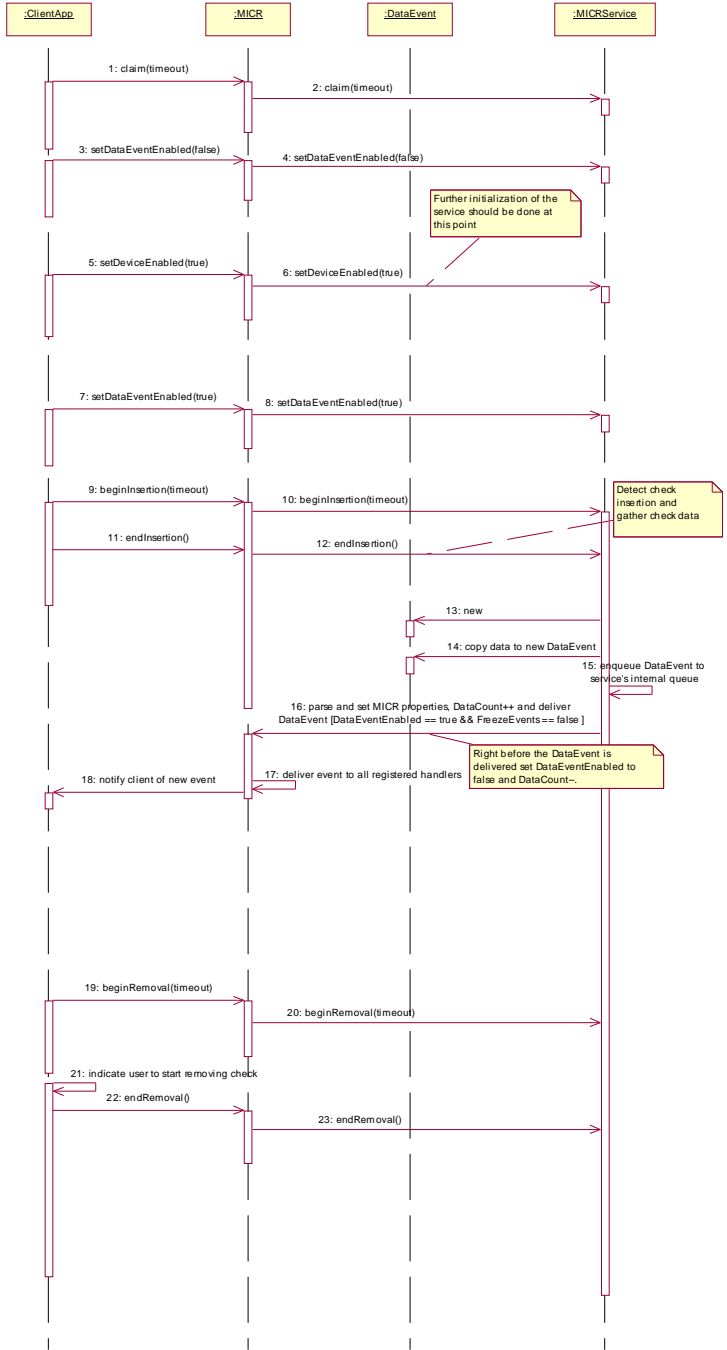 :ClientApp
:MICR
:DataEvent
:MICRService
1: claim(timeout)
2: claim(timeout)
3: setDataEventEnabled(false)
4: setDataEventEnabled(false)
Further initialization of the
service should be done at
this point
5: setDeviceEnabled(true)
6: setDeviceEnabled(true)
7: setDataEventEnabled(true)
8: setDataEventEnabled(true)
9: beginInsertion(timeout)
10: beginInsertion(timeout)
Detect check
insertion and
gather check data
11: endInsertion()
12: endInsertion()
13: new
14: copy data to new DataEvent
15: enqueue DataEvent to
service's internal queue
16: parse and set MICR properties, DataCount++ and deliver
DataEvent [DataEventEnabled == true && FreezeEvents== false ]
Right before the DataEvent is
delivered set DataEventEnabled to
false and DataCount--.
17: deliver event to all registered handlers
18: notify client of new event
19: beginRemoval(timeout)
20: beginRemoval(timeout)
21: indicate user to start removing check
22: endRemoval()
23: endRemoval()